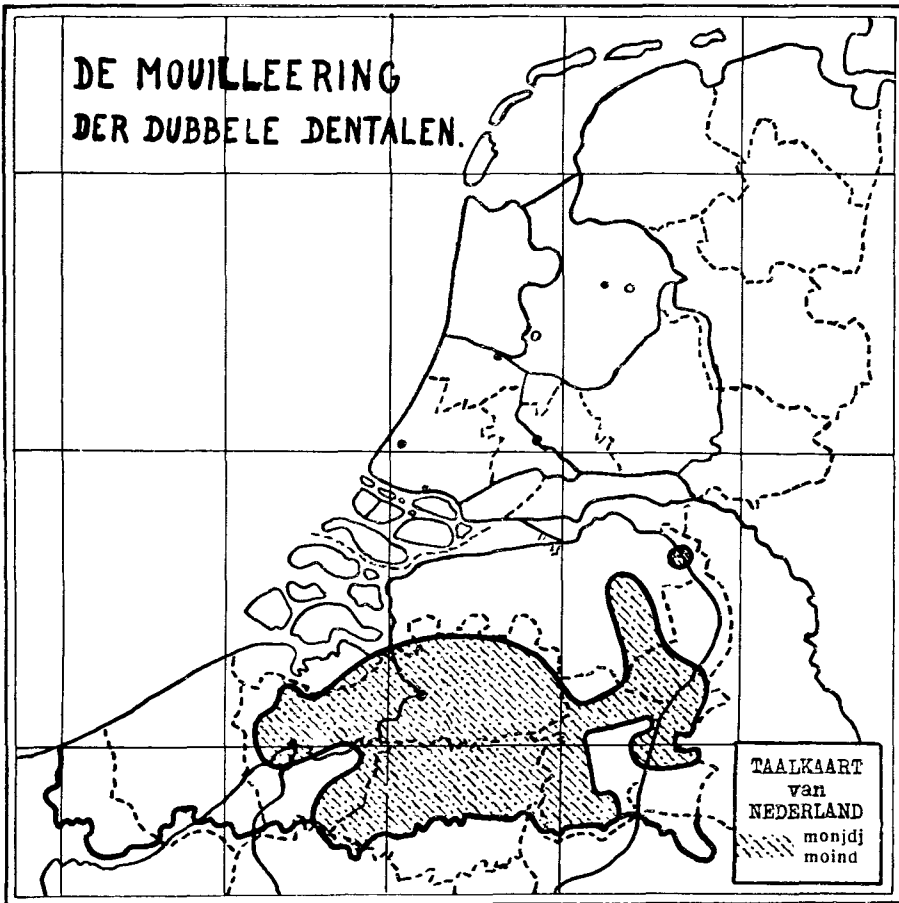 DE MOUILLEERING
DER DUBBELE DENTALEN.
TAALKAART
van
NEDERLAND
monjdj
moind